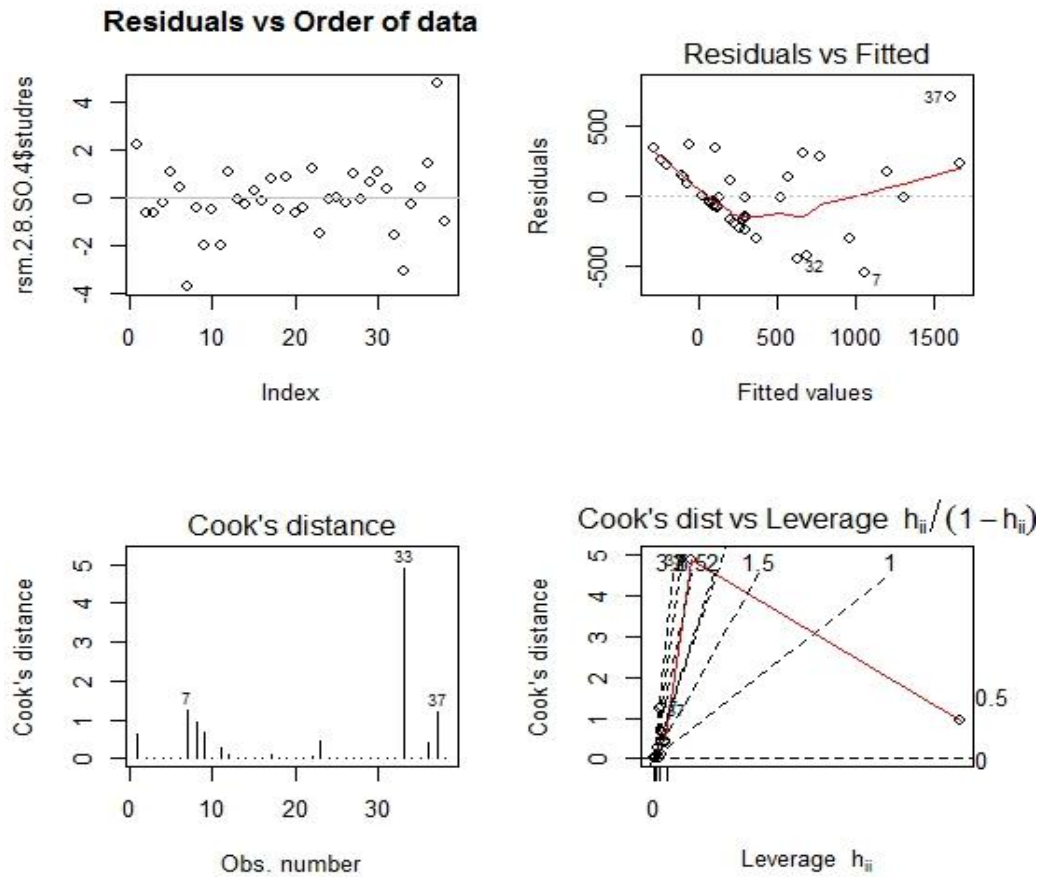 Residuals vs Order of data
rsm.2.8.SO.4$studres
4
2
0
-2
-4
0 10 20 30
Index
Residuals vs Fitted
Residuals
500
0
-500
37
32
7
0 500 1000 1500
Fitted values
Cook's distance
Cook's distance
5
4
3
2
1
0
7
33
37
0 10 20 30
Obs. number
Cook's dist vs Leverage hii/(1 − hii)
Cook's distance
5
4
3
2
1
0
1.5
1
37
0.5
0
0
Leverage hii